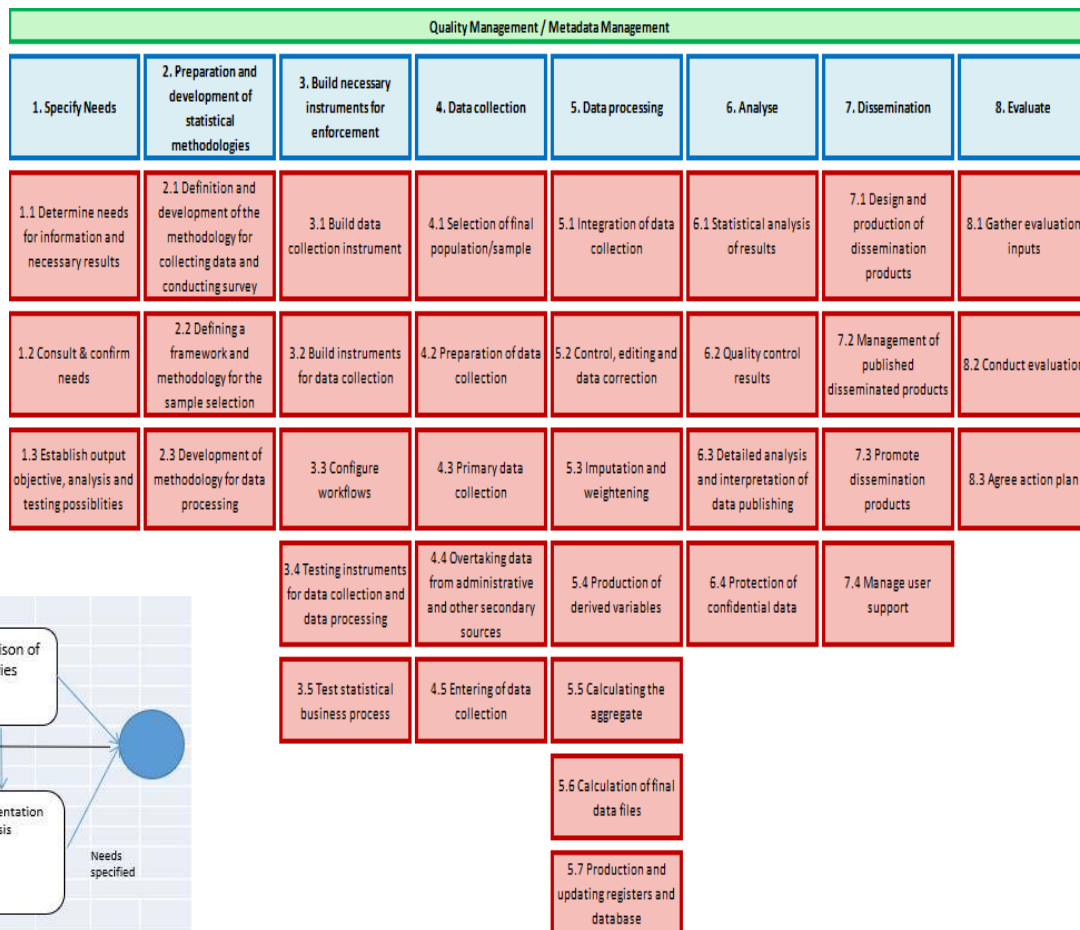 Quality Management / Metadata Management
1. Specify Needs
2. Preparation and
development of
statistical
methodologies
3. Build necessary
instruments for
enforcement
4. Data collection
5. Data processing
6. Analyse
7. Dissemination
8. Evaluate
1.1 Determine needs
for information and
necessary results
2.1 Definition and
development of the
methodology for
collecting data and
conducting survey
3.1 Build data
collection instrument
4.1 Selection of final
population/sample
5.1 Integration of data
collection
6.1 Statistical analysis
of results
7.1 Design and
production of
dissemination
products
8.1 Gather evaluation
inputs
1.2 Consult & confirm
needs
2.2 Defining a
framework and
methodology for the
sample selection
3.2 Build instruments
for data collection
4.2 Preparation of data
collection
5.2 Control, editing and
data correction
6.2 Quality control
results
7.2 Management of
published
disseminated products
8.2 Conduct evaluation
1.3 Establish output
objective, analysis and
testing possiblities
2.3 Development of
methodology for data
processing
3.3 Configure
workflows
4.3 Primary data
collection
5.3 Imputation and
weightening
6.3 Detailed analysis
and interpretation of
data publishing
7.3 Promote
dissemination
products
8.3 Agree action plan
3.4 Testing instruments
for data collection and
data processing
4.4 Overtaking data
from administrative
and other secondary
sources
5.4 Production of
derived variables
6.4 Protection of
confidential data
7.4 Manage user
support
3.5 Test statistical
business process
4.5 Entering of data
collection
5.5 Calculating the
aggregate
5.6 Calculation of final
data files
5.7 Production and
updating registers and
database
ison of
ies
entation
sis
Needs
specified